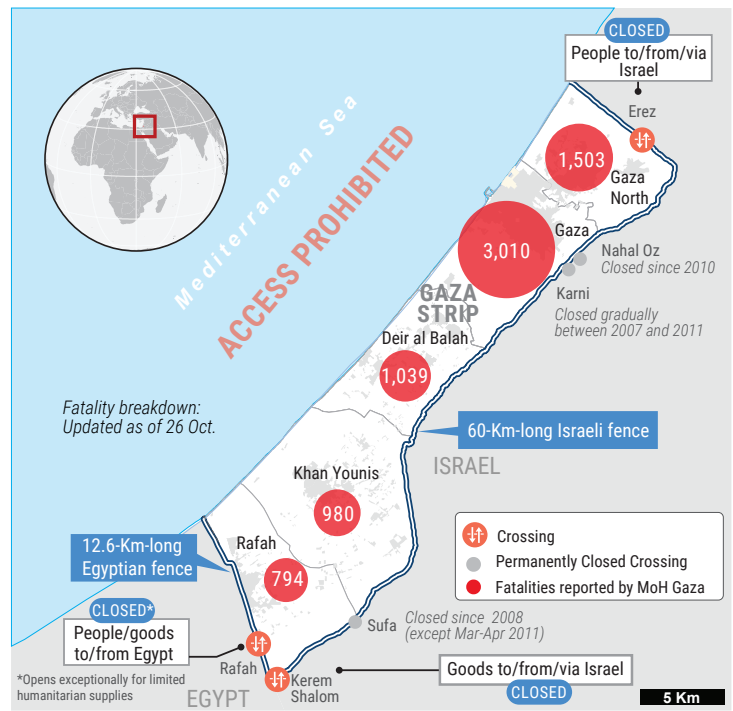 CLOSED
People to/from/via
Israel
Erez
Mediterranean Sea
ACCESS PROHIBITED
1,503
Gaza
North
Gaza
3,010
Nahal Oz
Closed since 2010
Karni
Closed gradually
between 2007 and 2011
GAZA
STRIP
Deir al Balah
1,039
Fatality breakdown:
Updated as of 26 Oct.
60-Km-long Israeli fence
ISRAEL
Khan Younis
980
12.6-Km-long
Egyptian fence
Rafah
794
Crossing
Permanently Closed Crossing
Fatalities reported by MoH Gaza
CLOSED*
People/goods
to/from Egypt
Sufa
Closed since 2008
(except Mar-Apr 2011)
Rafah
*Opens exceptionally for limited
humanitarian supplies
EGYPT
Kerem
Shalom
Goods to/from/via Israel
CLOSED
5 Km